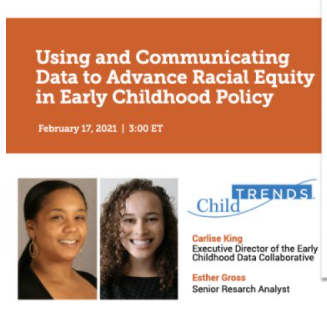 Using and Communicating
Data to Advance Racial Equity
in Early Childhood Policy
February 17, 2021 | 3:00 ET
Child TRENDS
Carlise King
Executive Director of the Early
Childhood Data Collaborative
Esther Gross
Senior Resarch Analyst